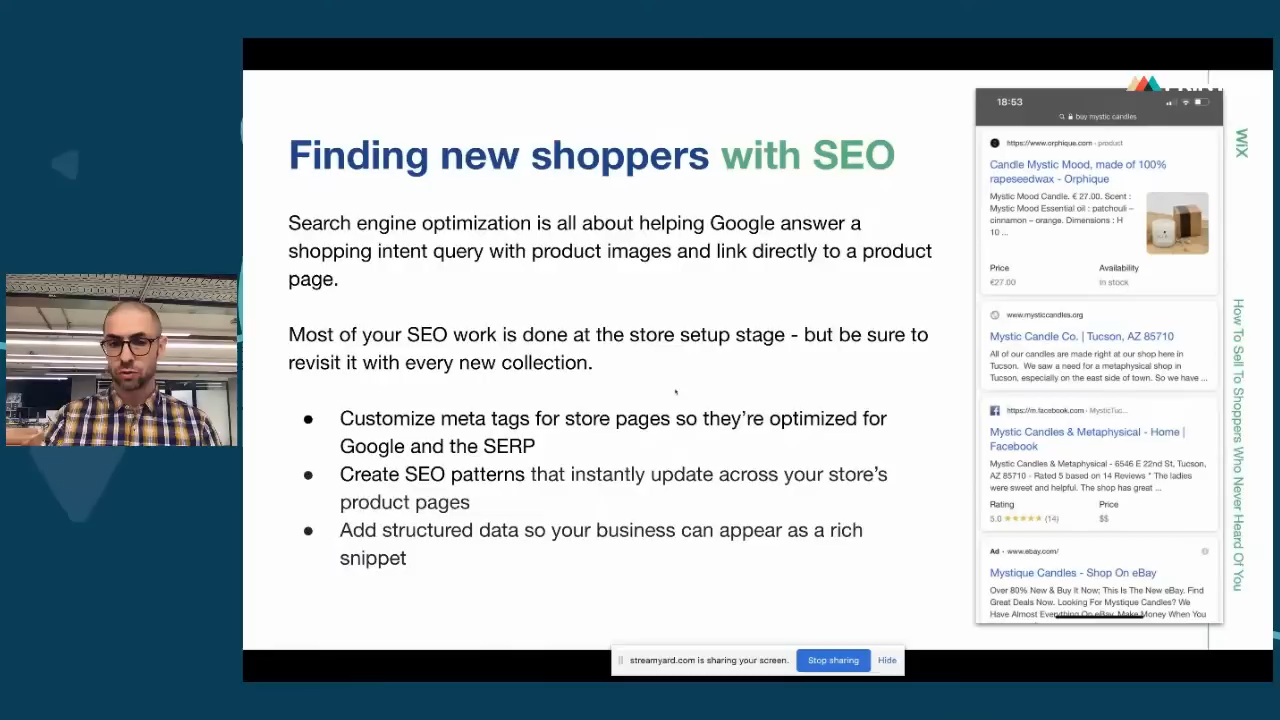 Finding new shoppers with SEO
Search engine optimization is all about helping Google answer a
shopping intent query with product images and link directly to a product
page.
Most of your SEO work is done at the store setup stage - but be sure to
revisit it with every new collection.
● Customize meta tags for store pages so they're optimized for
Google and the SERP
● Create SEO patterns that instantly update across your store's
product pages
● Add structured data so your business can appear as a rich
snippet
18:53
buy mystic candles
https://www.orphique.com › product
Candle Mystic Mood, made of 100%
rapeseedwax - Orphique
Mystic Mood Candle. € 27.00. Scent :
Mystic Mood Essential oil : patchouli –
cinnamon – orange. Dimensions : H
10 ...
Price Availability
€27.00 In stock
www.mysticcandles.org
Mystic Candle Co. | Tucson, AZ 85710
All of our candles are made right at our shop here in
Tucson. We saw a need for a metaphysical shop in
Tucson, especially on the east side of town. So we have ...
https://m.facebook.com › MysticTuc...
Mystic Candles & Metaphysical - Home |
Facebook
Mystic Candles & Metaphysical - 6546 E 22nd St, Tucson,
AZ 85710 - Rated 5 based on 14 Reviews " The ladies
were sweet and helpful. The shop has great ...
Rating Price
5.0 ★★★★★ (14) $$
Ad · www.ebay.com/
Mystique Candles - Shop On eBay
Over 80% New & Buy It Now; This Is The New eBay. Find
Great Deals Now. Looking For Mystique Candles? We
Have Almost Everything On eBay. Make Money When You
WIX
How To Sell To Shoppers Who Never Heard Of You
streamyard.com is sharing your screen. Stop sharing Hide